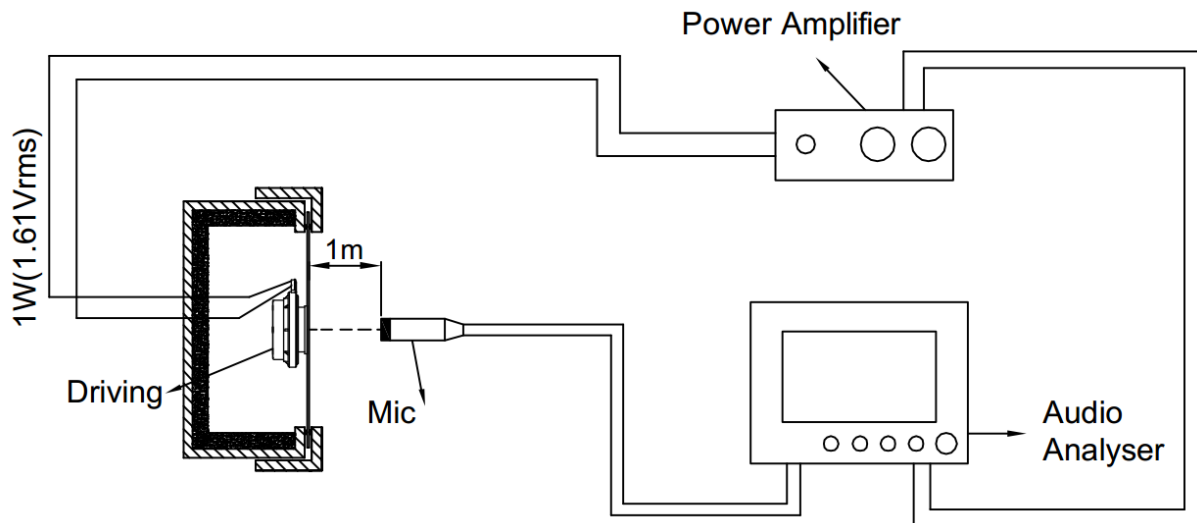 Power Amplifier
1W(1.61Vrms)
1m
Driving
Mic
Audio
Analyser